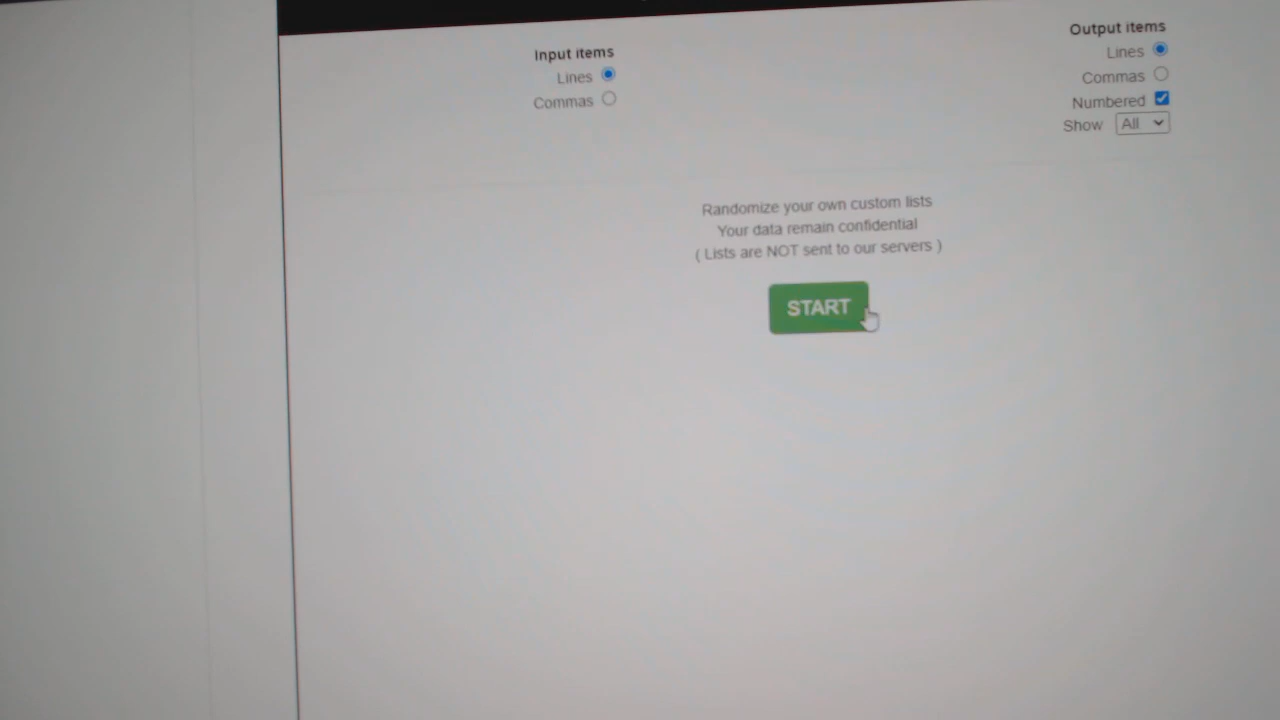 Input items
Lines
Commas
Output items
Lines
Commas
Numbered
Show All
Randomize your own custom lists
Your data remain confidential
( Lists are NOT sent to our servers )
START